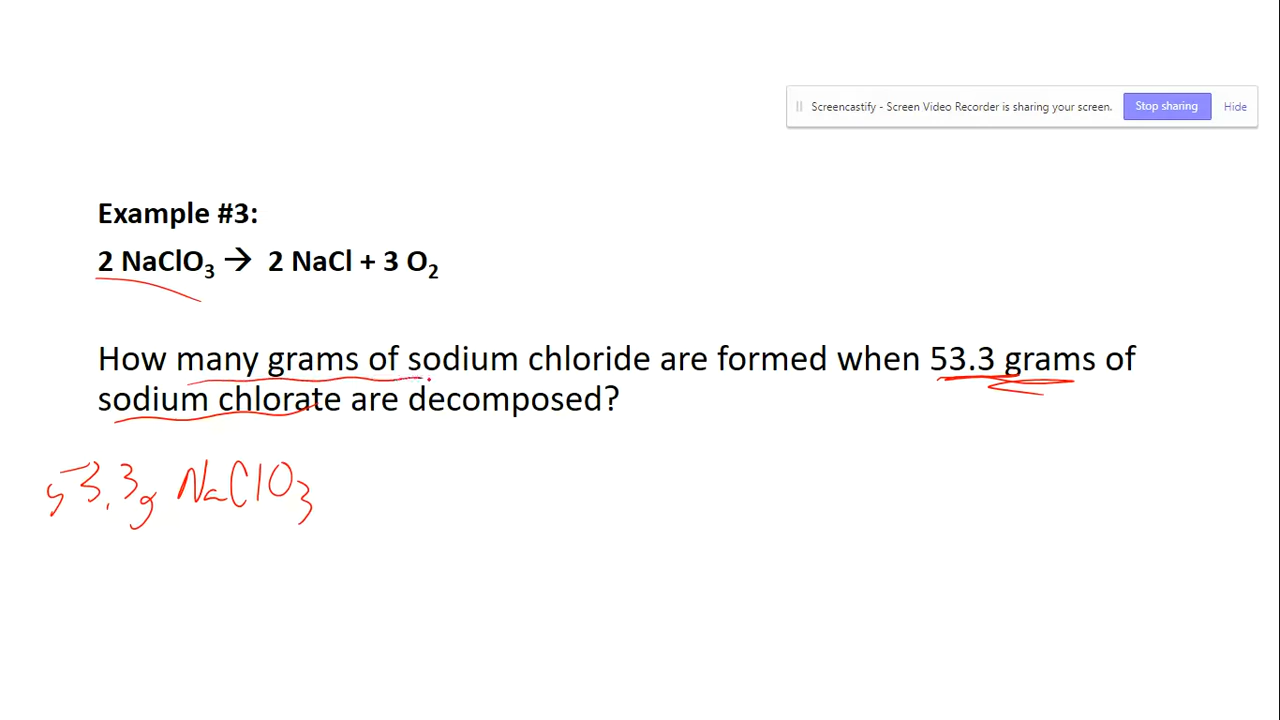 Screencastify - Screen Video Recorder is sharing your screen. Stop sharing Hide
Example #3:
2 NaClO₃ → 2 NaCl + 3 O₂
How many grams of sodium chloride are formed when 53.3 grams of
sodium chlorate are decomposed?
53.3g NaClO₃